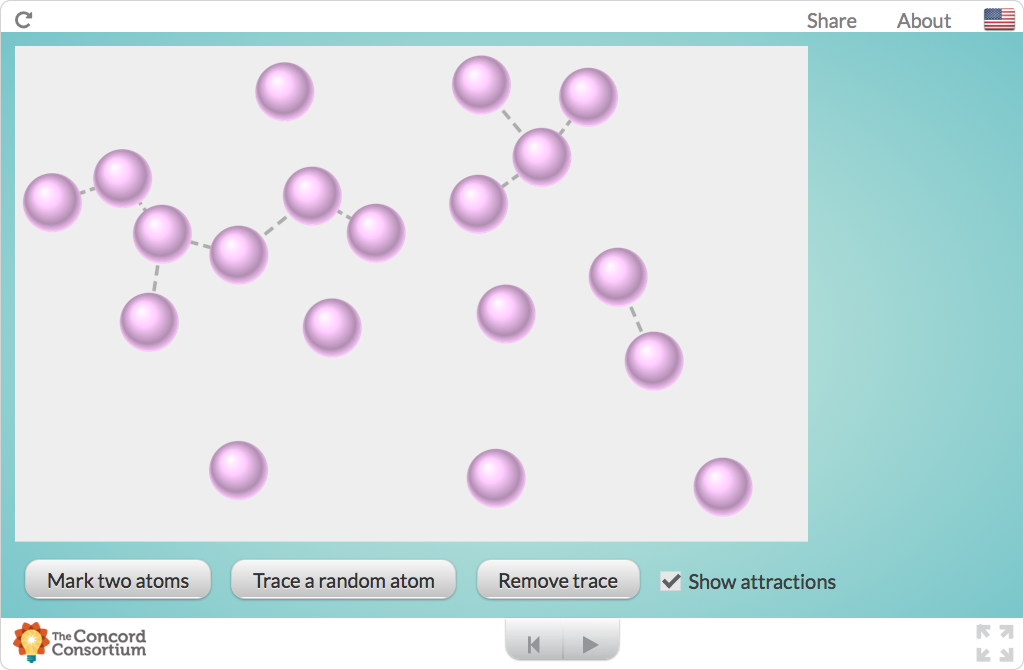 Share
About
Mark two atoms
Trace a random atom
Remove trace
Show attractions
The Concord
Consortium